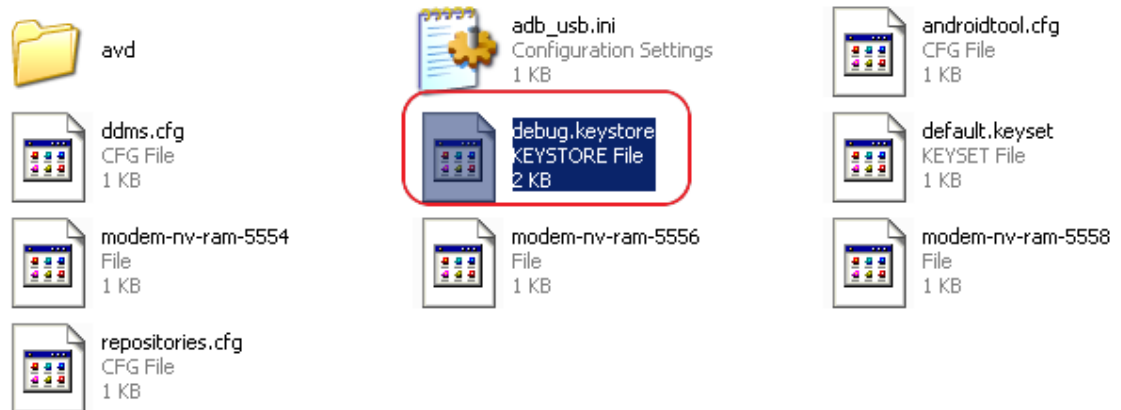 avd
adb_usb.ini
Configuration Settings
1 KB
androidtool.cfg
CFG File
1 KB
ddms.cfg
CFG File
1 KB
debug.keystore
KEYSTORE File
2 KB
default.keyset
KEYSET File
1 KB
modem-nv-ram-5554
File
1 KB
modem-nv-ram-5556
File
1 KB
modem-nv-ram-5558
File
1 KB
repositories.cfg
CFG File
1 KB